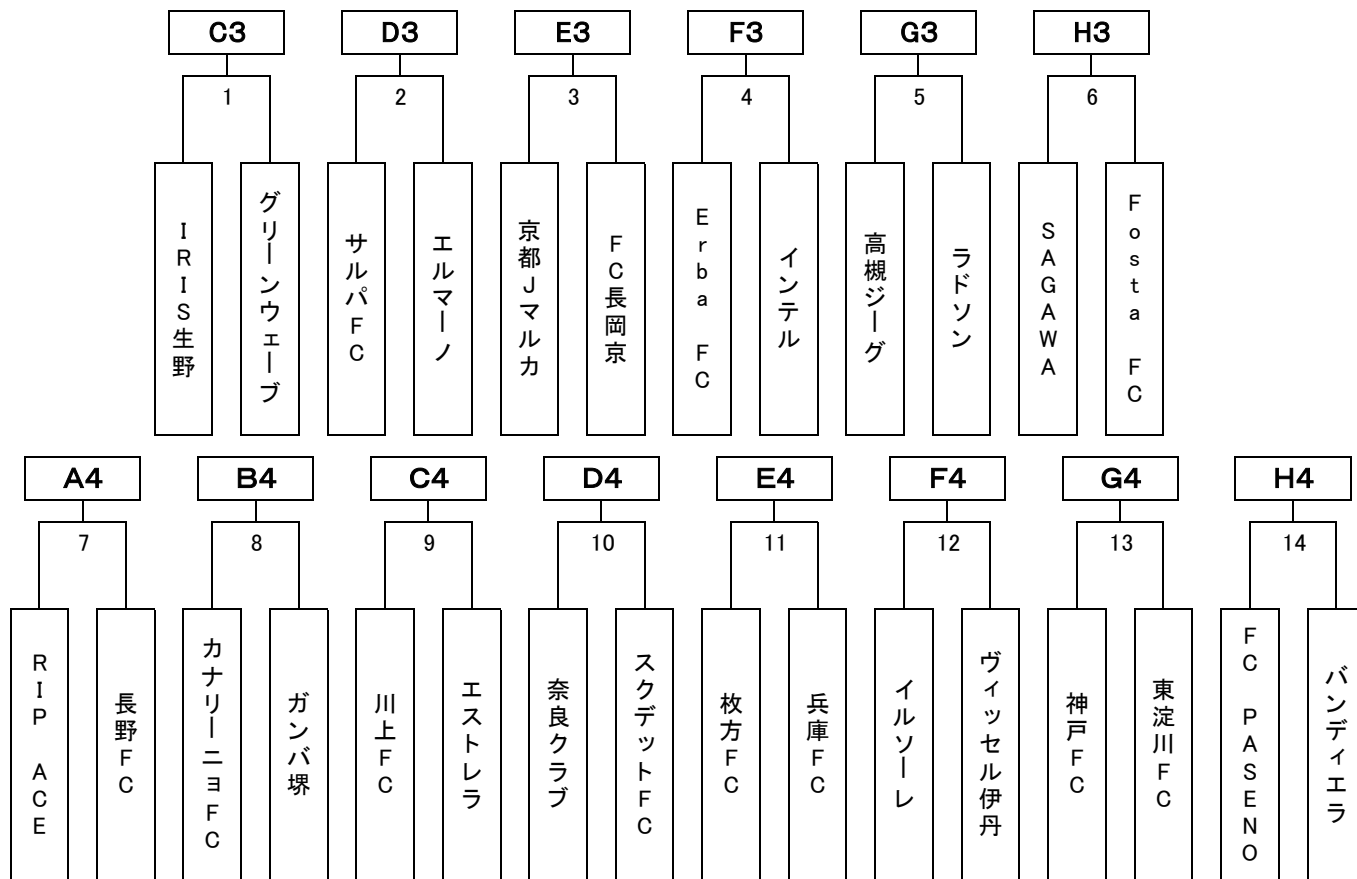 C3
D3
E3
F3
G3
H3
1
2
3
4
5
6
IRIS生野
グリーンウェーブ
サルパFC
エルマーノ
京都Jマルカ
FC長岡京
Erba FC
インテル
高槻ジーグ
ラドソン
SAGAWA
Fosta FC
A4
B4
C4
D4
E4
F4
G4
H4
7
8
9
10
11
12
13
14
RIP ACE
長野FC
カナリーニョFC
ガンバ堺
川上FC
エストレラ
奈良クラブ
スクデットFC
枚方FC
兵庫FC
イルソーレ
ヴィッセル伊丹
神戸FC
東淀川FC
FC PASENO
バンディエラ